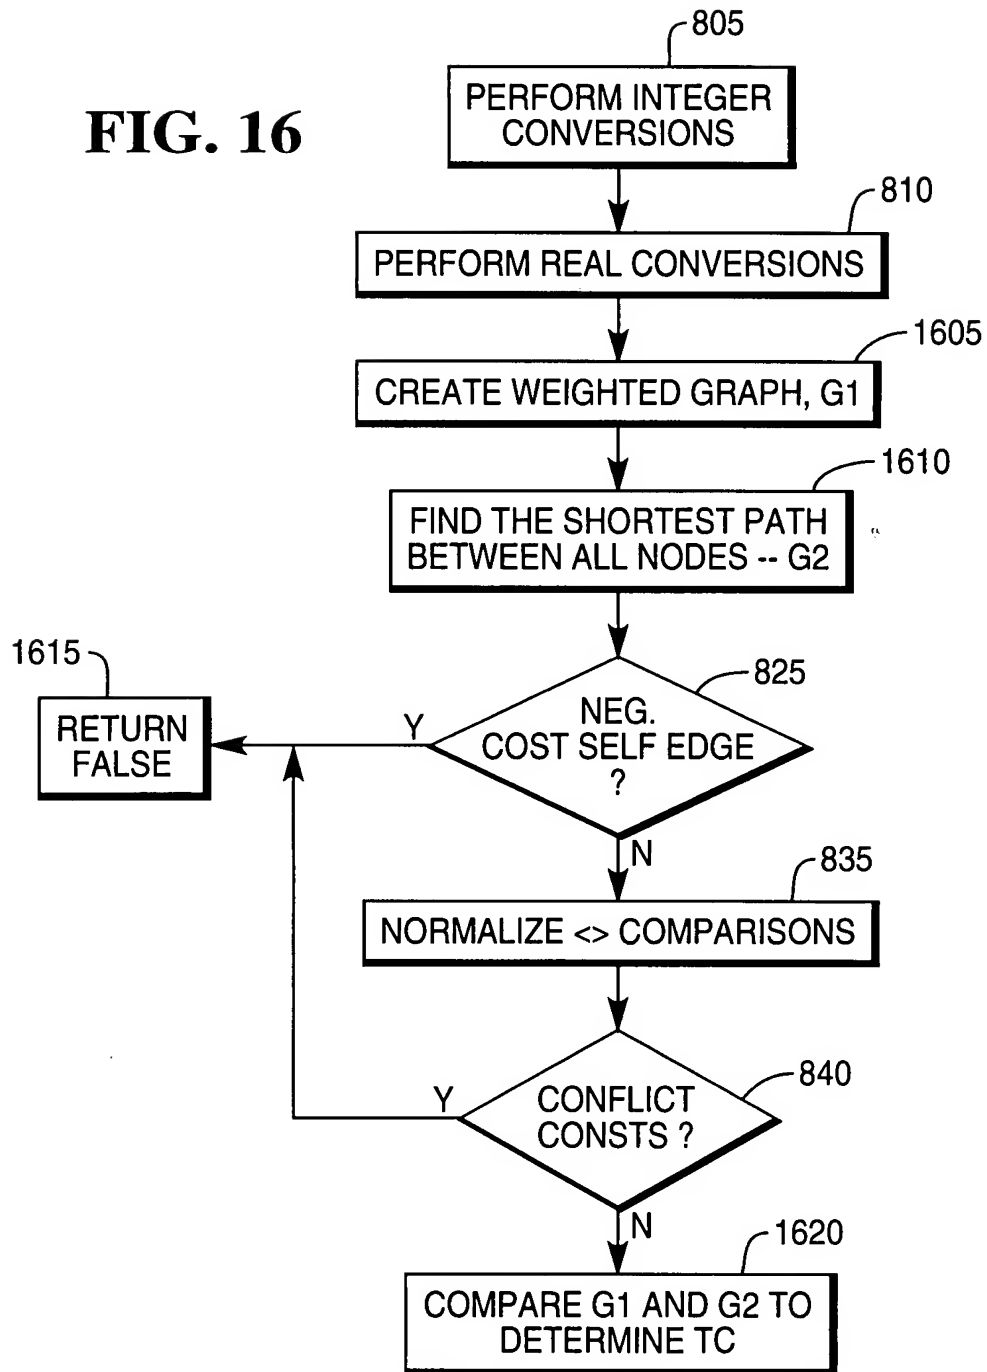 805
FIG. 16
PERFORM INTEGER
CONVERSIONS
810
PERFORM REAL CONVERSIONS
1605
CREATE WEIGHTED GRAPH, G1
1610
FIND THE SHORTEST PATH
BETWEEN ALL NODES -- G2
1615
RETURN
FALSE
825
Y
NEG.
COST SELF EDGE
?
N
835
NORMALIZE <> COMPARISONS
840
Y
CONFLICT
CONSTS ?
N
1620
COMPARE G1 AND G2 TO
DETERMINE TC